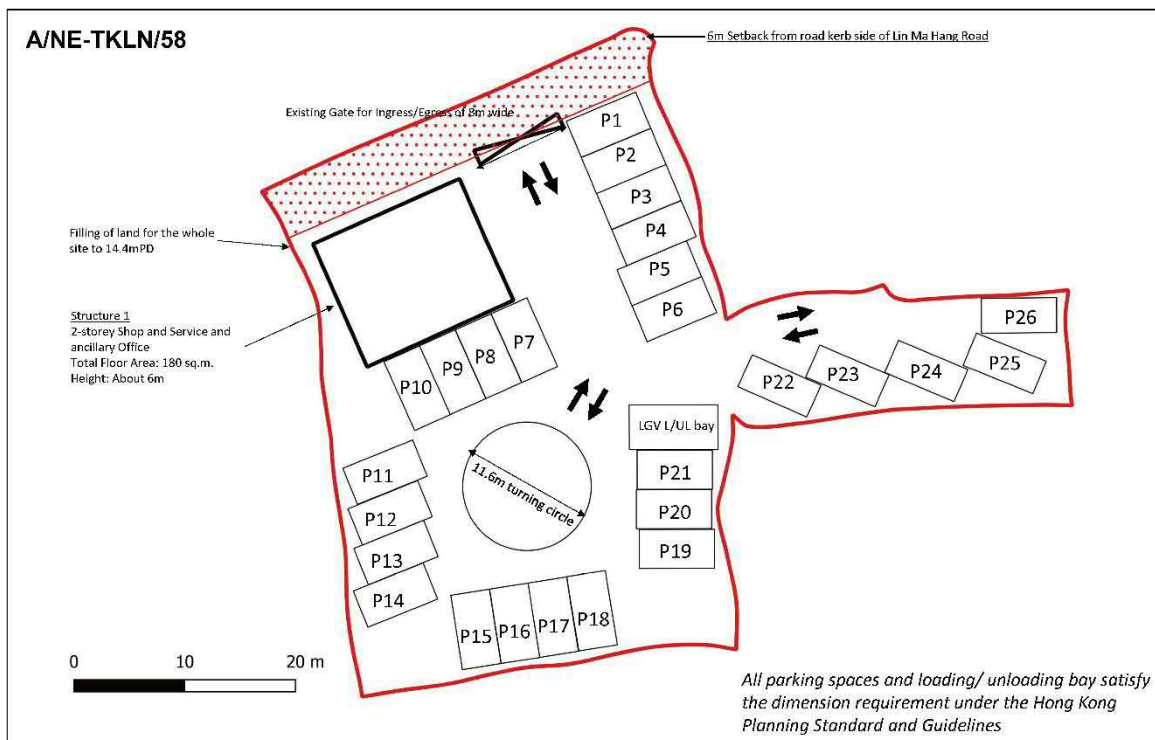 A/NE-TKLN/58
6m Setback from road kerb side of Lin Ma Hang Road
Existing Gate for Ingress/Egress of 8m wide
P1
P2
P3
P4
P5
P6
Filling of land for the whole
site to 14.4mPD
Structure 1
2-storey Shop and Service and
ancillary Office
Total Floor Area: 180 sq.m.
Height: About 6m
P7
P8
P9
P10
P26
P25
P24
P23
P22
LGV L/UL bay
P21
P20
P19
11.6m turning circle
P11
P12
P13
P14
P15
P16
P17
P18
0 10 20 m
All parking spaces and loading/ unloading bay satisfy
the dimension requirement under the Hong Kong
Planning Standard and Guidelines